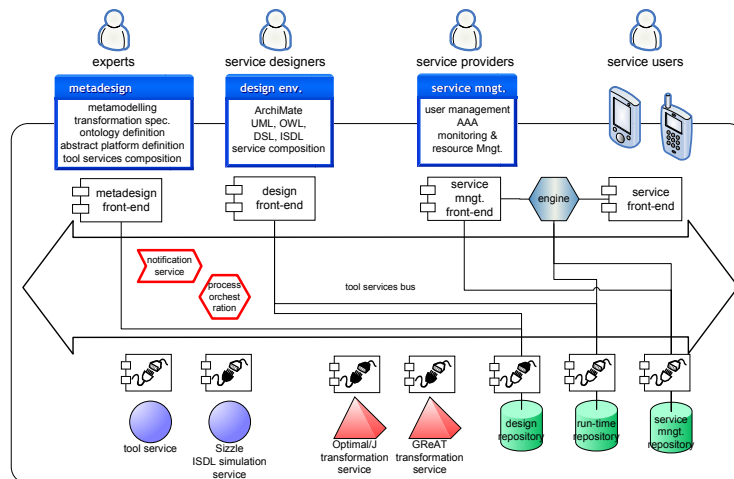 experts
service designers
service providers
service users
metadesign
metamodelling
transformation spec.
ontology definition
abstract platform definition
tool services composition
design env.
ArchiMate
UML, OWL,
DSL, ISDL
service composition
service mngt.
user management
AAA
monitoring &
resource Mngt.
metadesign
front-end
design
front-end
service
mngt.
front-end
engine
service
front-end
notification
service
process
orchest
ration
tool services bus
tool service
Sizzle
ISDL simulation
service
Optimal/J
transformation
service
GReAT
transformation
service
design
repository
run-time
repository
service
mngt.
repository